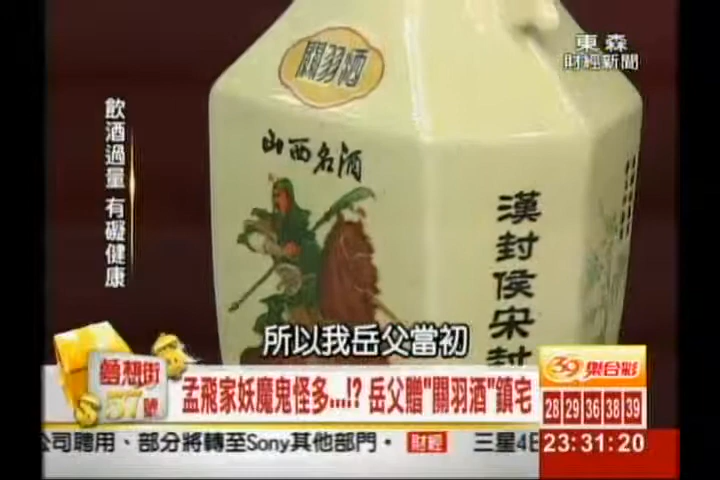 東森
財經新聞
關羽酒
山西名酒
飲酒過量 有礙健康
漢封侯宋封
所以我岳父當初
夢想街
57號
孟飛家妖魔鬼怪多...!? 岳父贈"關羽酒"鎮宅
39樂合彩
28 29 36 38 39
公司聘用、部分將轉至Sony其他部門。 財經 三星4日
23:31:20